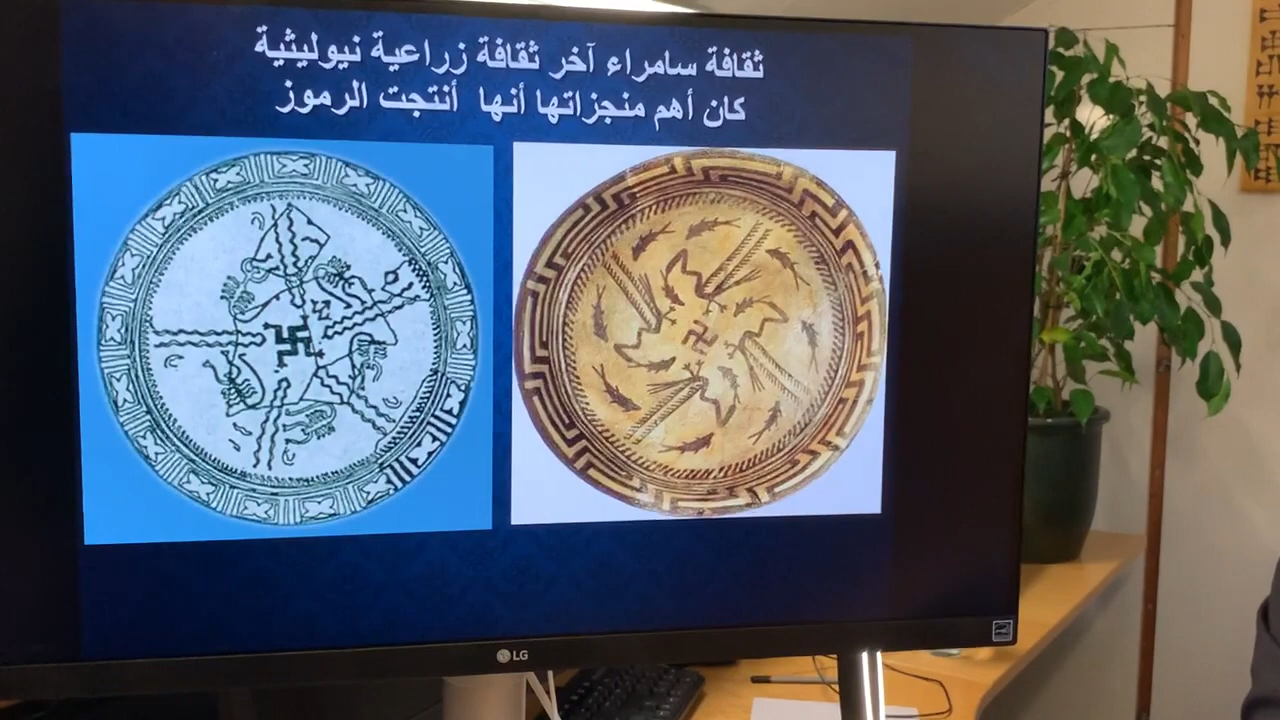 ثقافة سامراء آخر ثقافة زراعية نيوليثية
كان أهم منجزاتها أنها أنتجت الرموز
LG